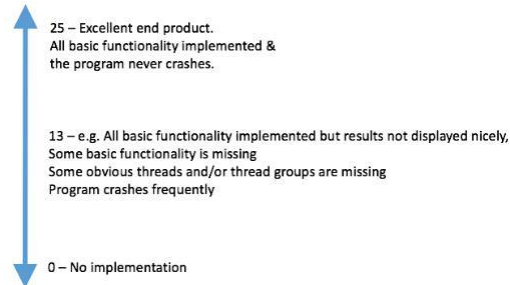 25 – Excellent end product.
All basic functionality implemented &
the program never crashes.
13 – e.g. All basic functionality implemented but results not displayed nicely,
Some basic functionality is missing
Some obvious threads and/or thread groups are missing
Program crashes frequently
0 – No implementation